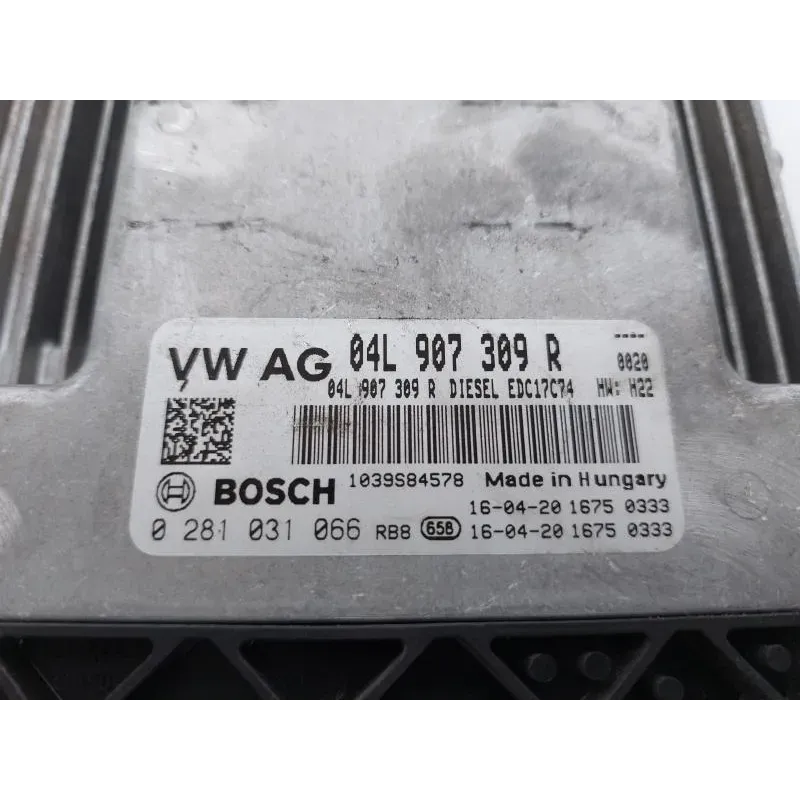 VW AG 04L 907 309 R 0020
04L 907 309 R DIESEL EDC17C74 HW: H22
BOSCH 1039S84578 Made in Hungary
16-04-20 1675 0333
0 281 031 066 RB8 658 16-04-20 1675 0333